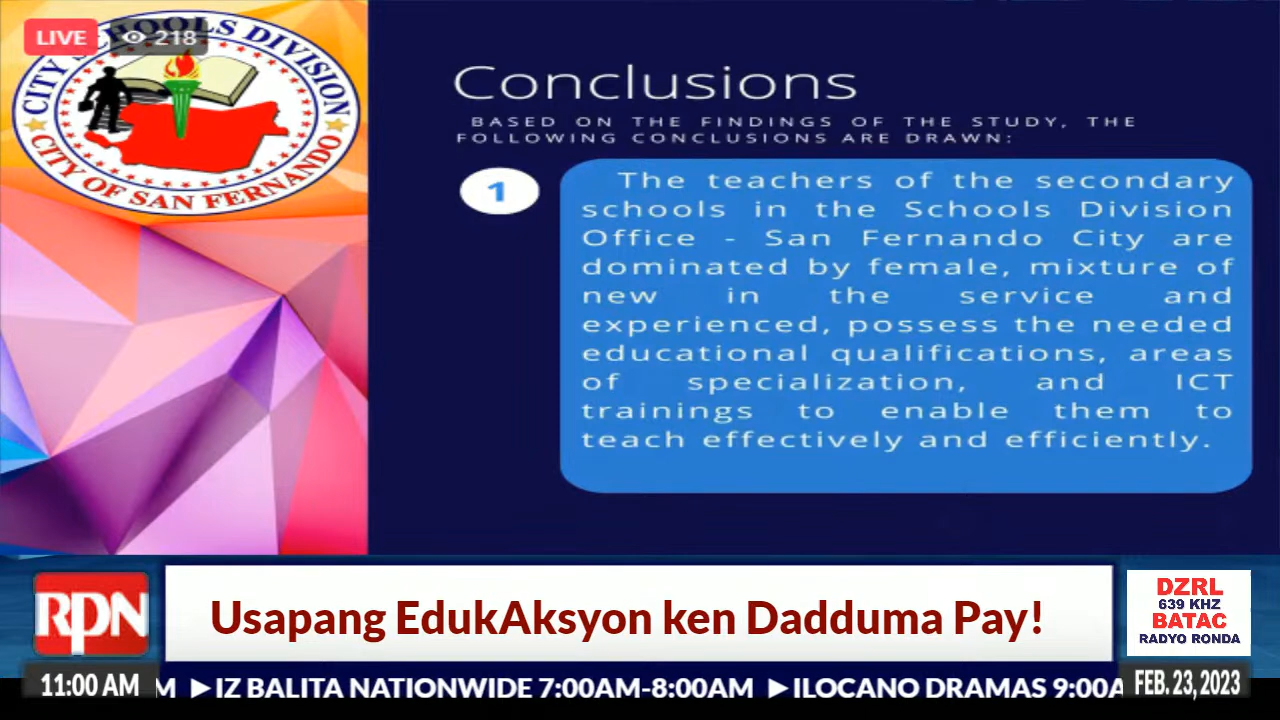 LIVE 218
CITY SCHOOLS DIVISION
CITY OF SAN FERNANDO
Conclusions
BASED ON THE FINDINGS OF THE STUDY, THE
FOLLOWING CONCLUSIONS ARE DRAWN:
1
The teachers of the secondary
schools in the Schools Division
Office - San Fernando City are
dominated by female, mixture of
new in the service and
experienced, possess the needed
educational qualifications, areas
of specialization, and ICT
trainings to enable them to
teach effectively and efficiently.
RPN
Usapang EdukAksyon ken Dadduma Pay!
DZRL
639 KHZ
BATAC
RADYO RONDA
11:00 AM M ►IZ BALITA NATIONWIDE 7:00AM-8:00AM ►ILOCANO DRAMAS 9:00A FEB. 23, 2023